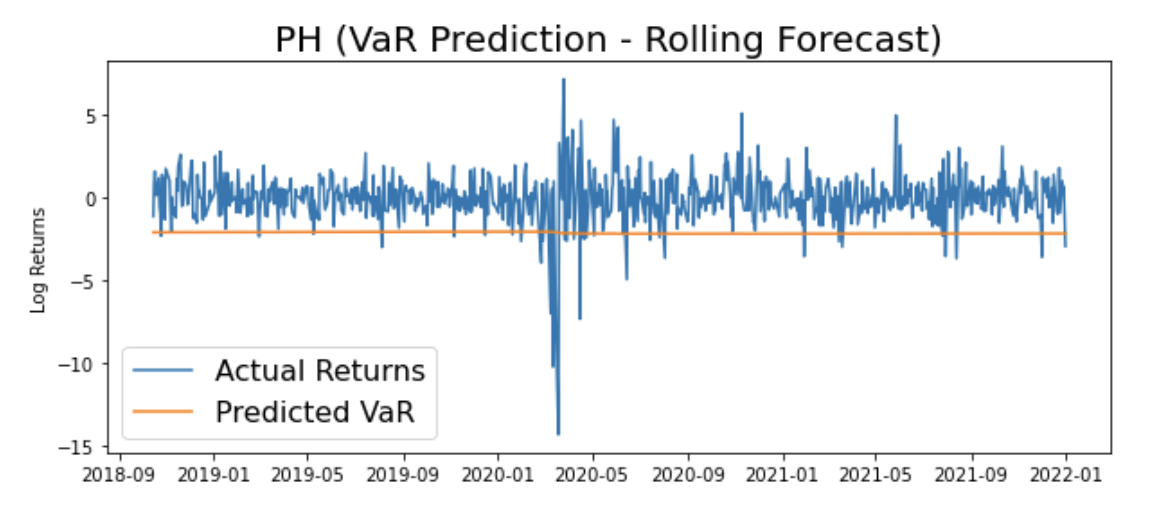 PH (VaR Prediction - Rolling Forecast)
Log Returns
5
0
−5
−10
−15
Actual Returns
Predicted VaR
2018-09 2019-01 2019-05 2019-09 2020-01 2020-05 2020-09 2021-01 2021-05 2021-09 2022-01